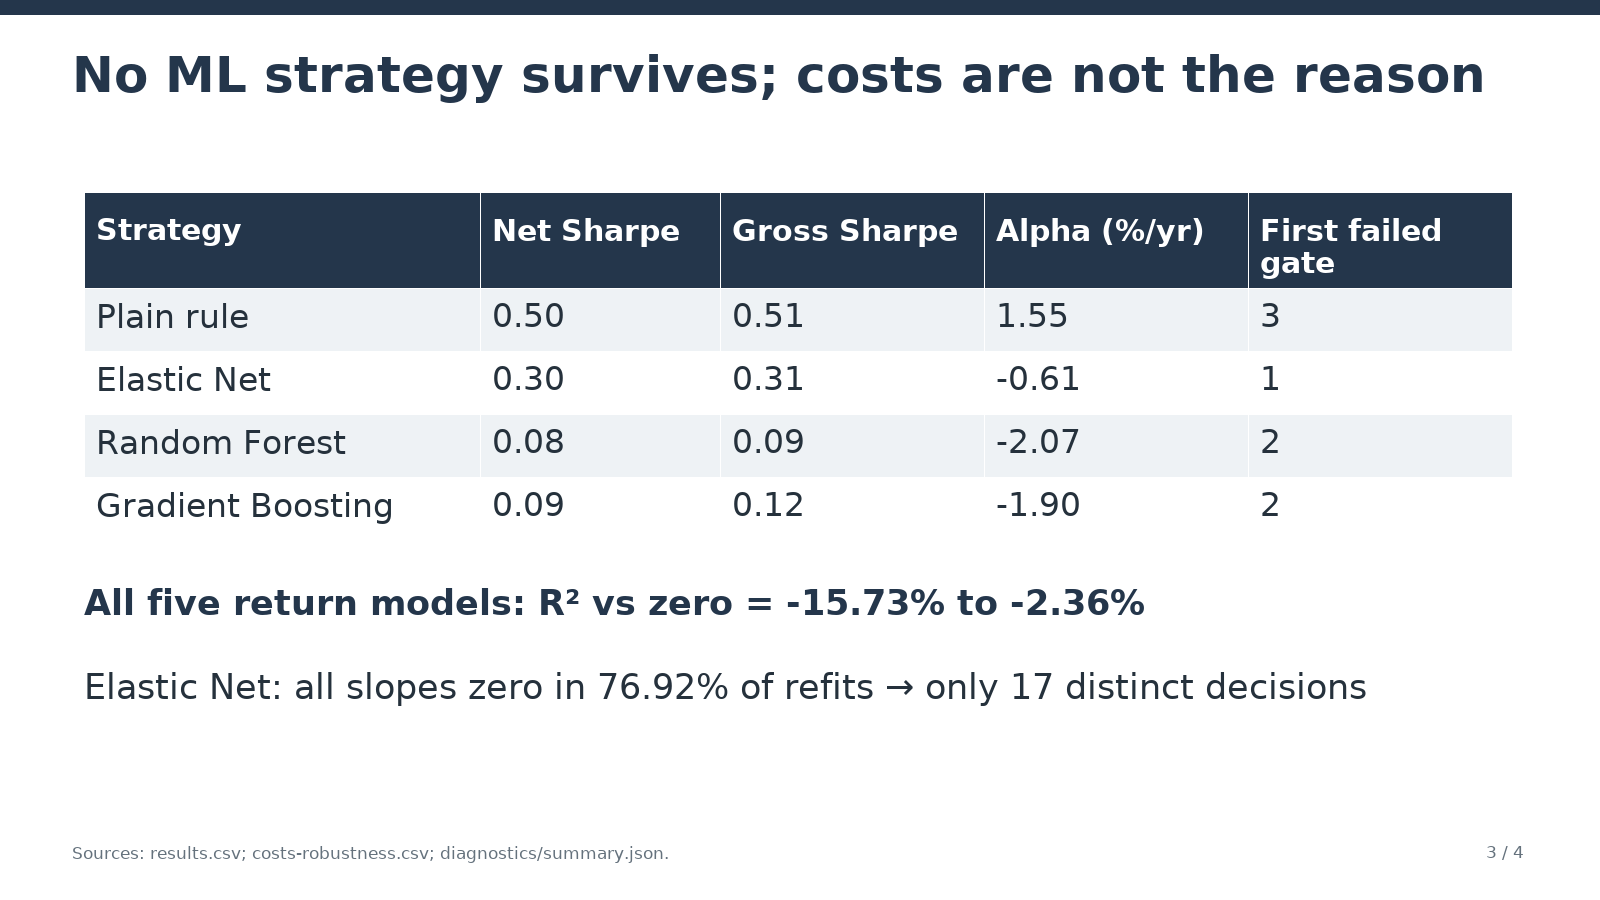 No ML strategy survives; costs are not the reason
Strategy Net Sharpe Gross Sharpe Alpha (%/yr) First failed gate
Plain rule 0.50 0.51 1.55 3
Elastic Net 0.30 0.31 -0.61 1
Random Forest 0.08 0.09 -2.07 2
Gradient Boosting 0.09 0.12 -1.90 2
All five return models: R² vs zero = -15.73% to -2.36%
Elastic Net: all slopes zero in 76.92% of refits → only 17 distinct decisions
Sources: results.csv; costs-robustness.csv; diagnostics/summary.json. 3 / 4